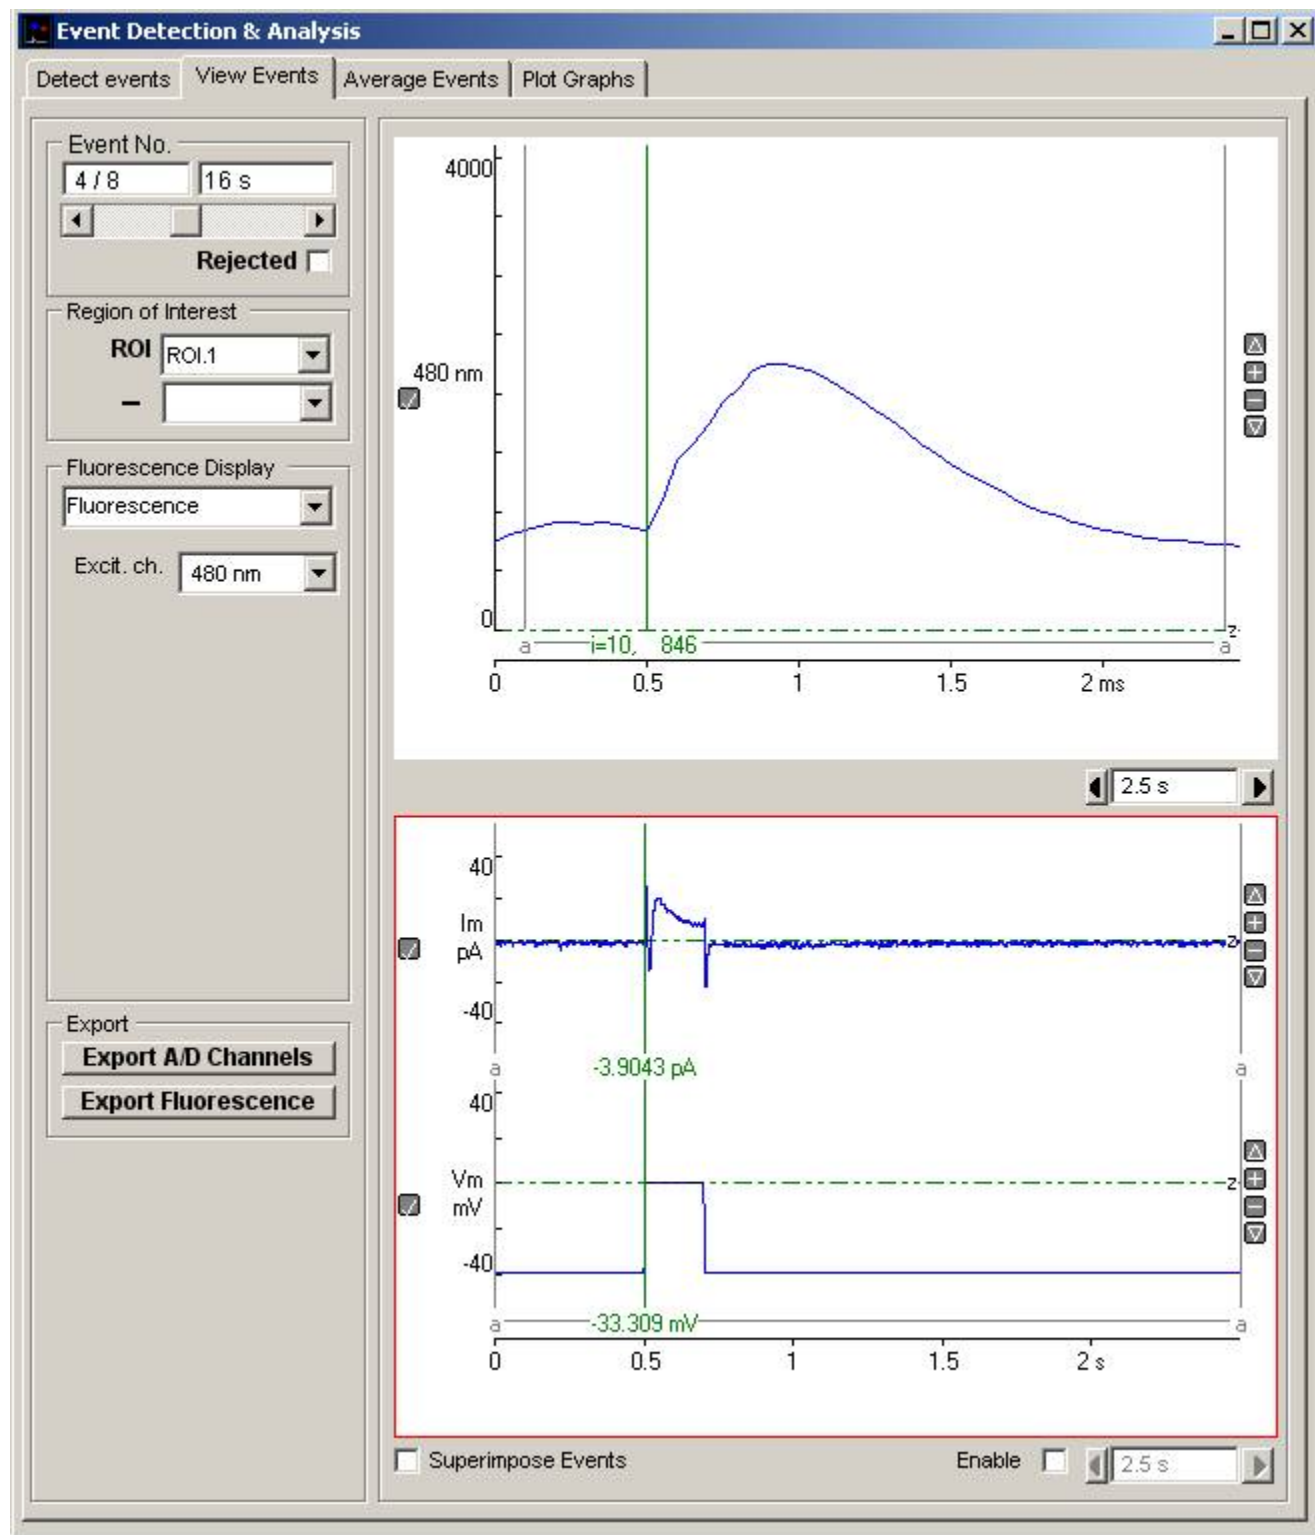 Event Detection & Analysis
Detect events View Events Average Events Plot Graphs
Event No.
4 / 8 16 s
Rejected
Region of Interest
ROI ROI.1
–
Fluorescence Display
Fluorescence
Excit. ch. 480 nm
Export
Export A/D Channels
Export Fluorescence
4000
480 nm
0
z
a i=10, 846 a
0 0.5 1 1.5 2 ms
2.5 s
40
Im
pA
z
-40
a -3.9043 pA a
40
Vm
mV
z
-40
a -33.309 mV a
0 0.5 1 1.5 2 s
Superimpose Events Enable 2.5 s